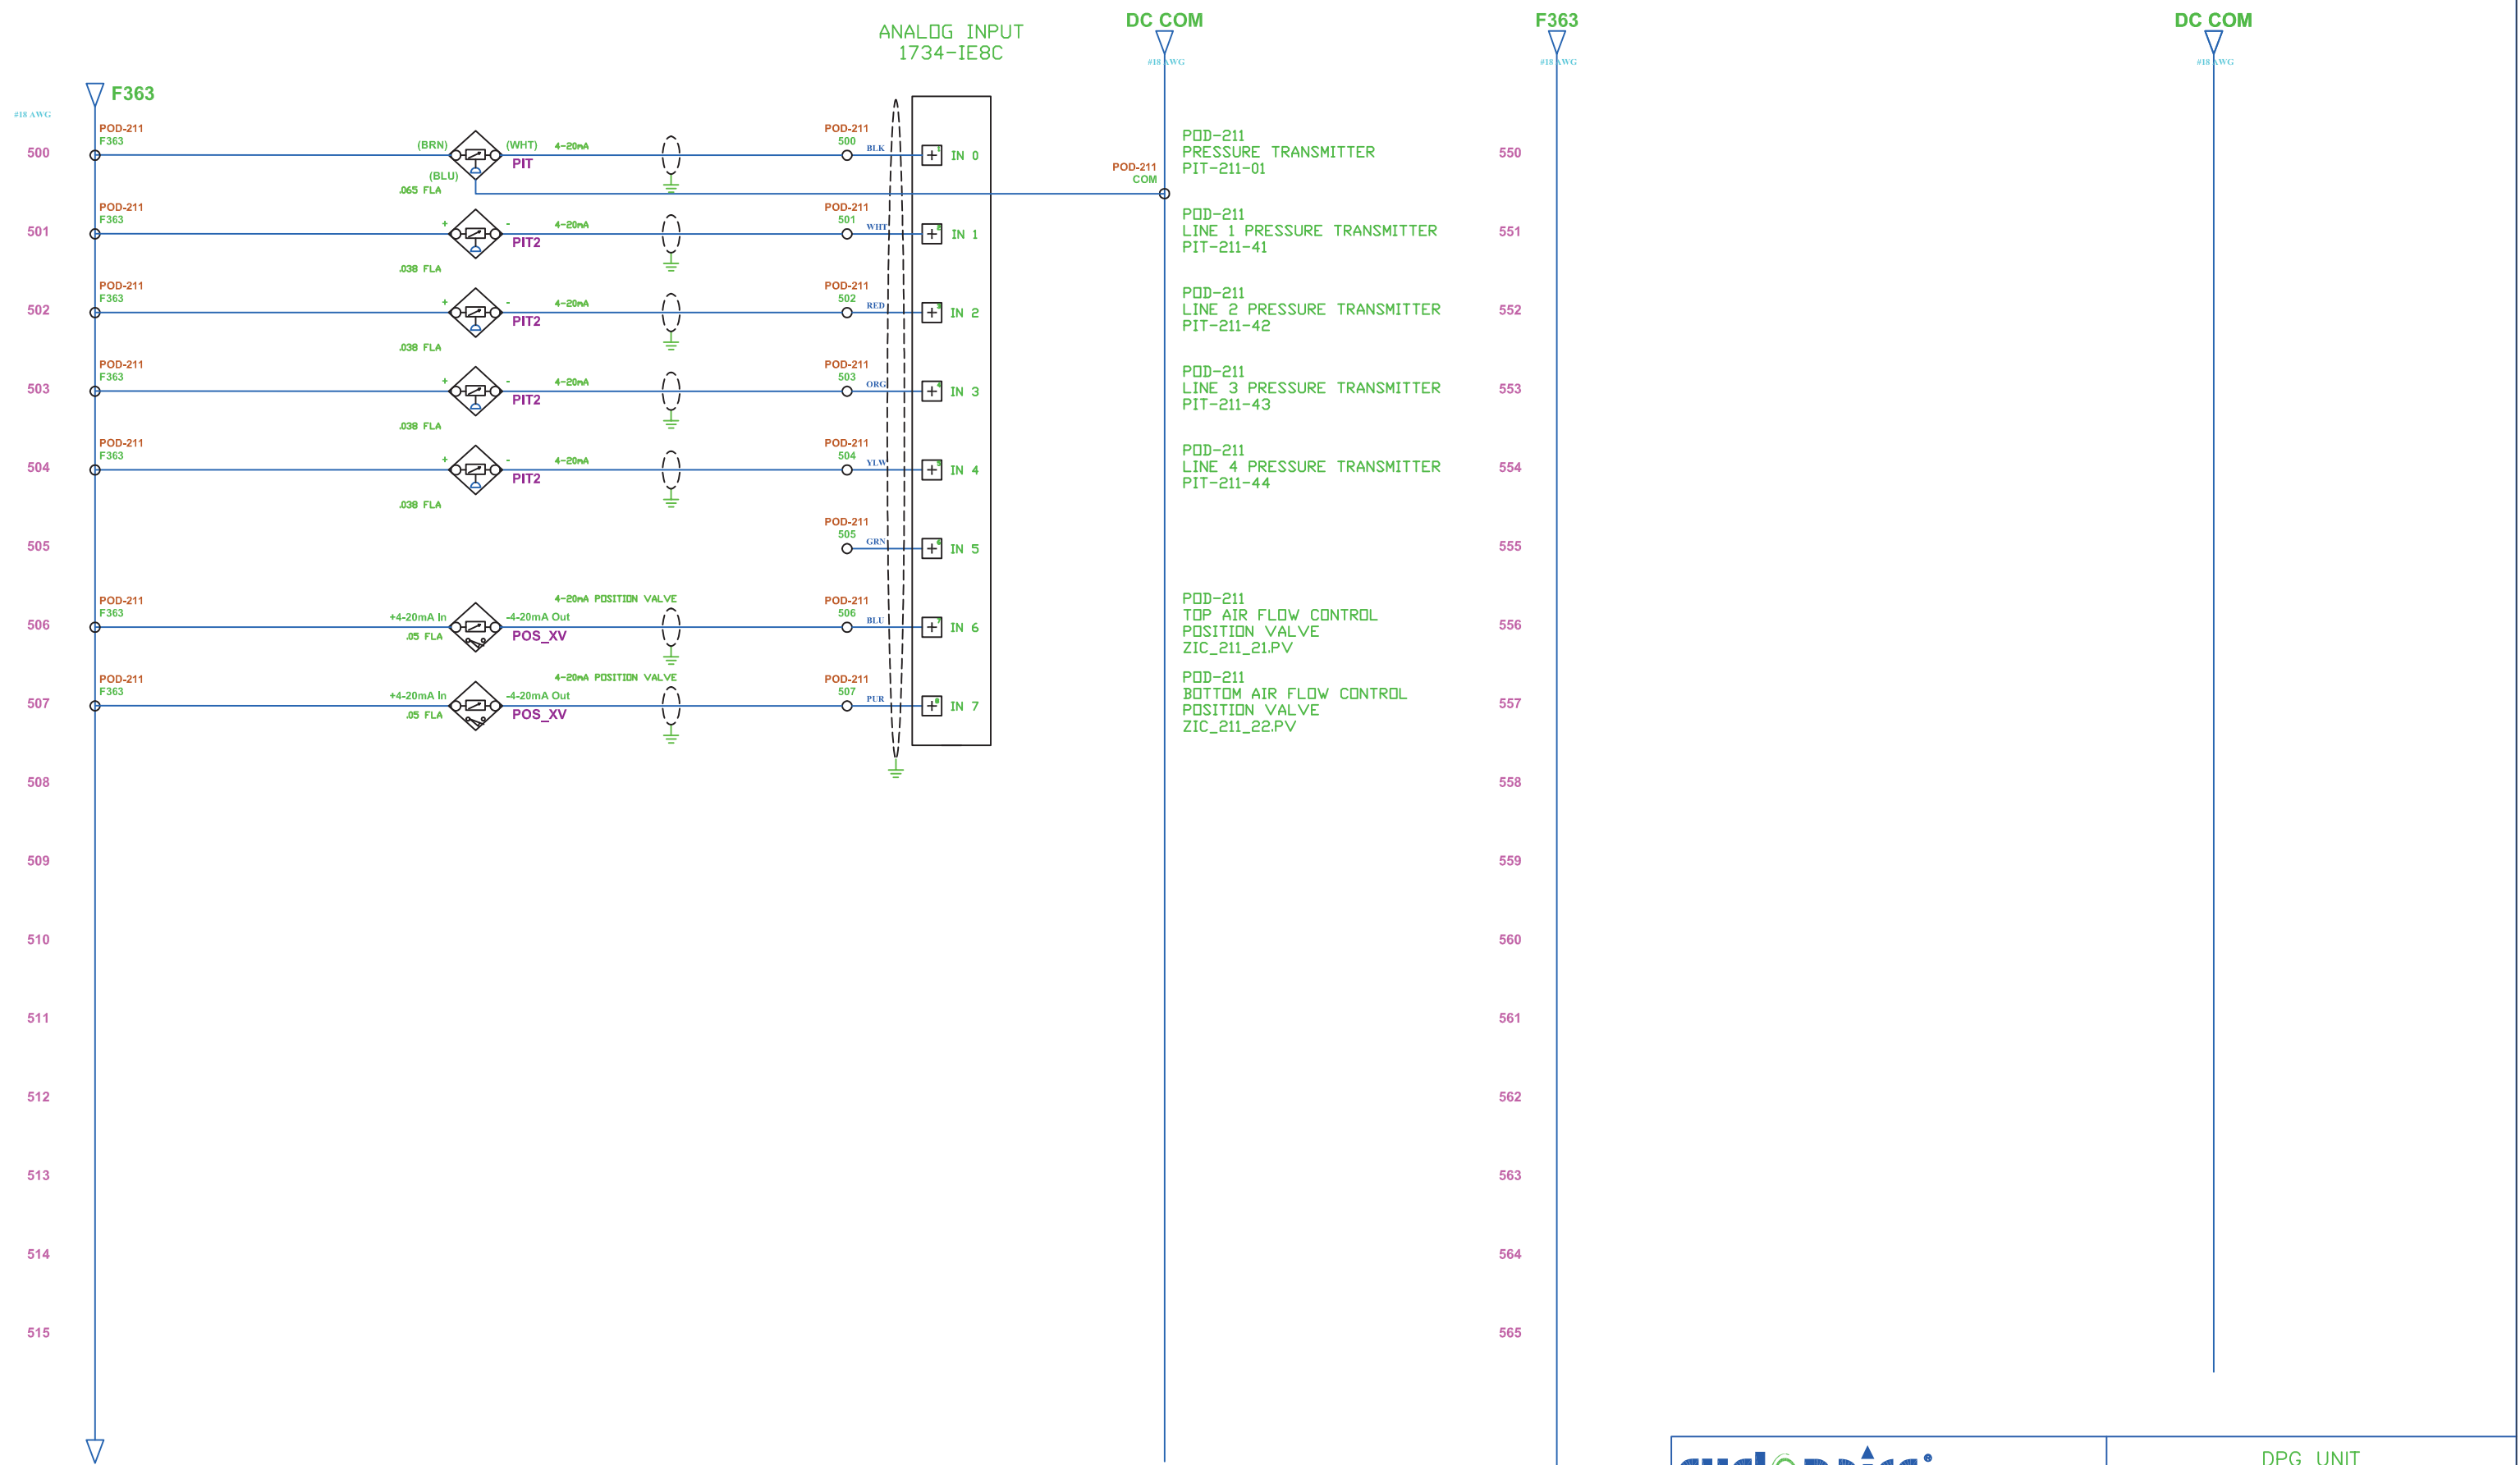 DC COM
F363
DC COM
ANALOG INPUT
1734-IE8C
#18 AWG
#18 AWG
#18 AWG
F363
#18 AWG
500
POD-211
F363
(BRN)
(WHT)
4-20mA
PIT
(BLU)
.065 FLA
POD-211
500
BLK
IN 0
POD-211
COM
POD-211
PRESSURE TRANSMITTER
PIT-211-01
550
501
POD-211
F363
+
-
4-20mA
PIT2
.038 FLA
POD-211
501
WHT
IN 1
POD-211
LINE 1 PRESSURE TRANSMITTER
PIT-211-41
551
502
POD-211
F363
+
-
4-20mA
PIT2
.038 FLA
POD-211
502
RED
IN 2
POD-211
LINE 2 PRESSURE TRANSMITTER
PIT-211-42
552
503
POD-211
F363
+
-
4-20mA
PIT2
.038 FLA
POD-211
503
ORG
IN 3
POD-211
LINE 3 PRESSURE TRANSMITTER
PIT-211-43
553
504
POD-211
F363
+
-
4-20mA
PIT2
.038 FLA
POD-211
504
YLW
IN 4
POD-211
LINE 4 PRESSURE TRANSMITTER
PIT-211-44
554
505
POD-211
505
GRN
IN 5
555
506
POD-211
F363
+4-20mA In
.05 FLA
4-20mA POSITION VALVE
-4-20mA Out
POS_XV
POD-211
506
BLU
IN 6
POD-211
TOP AIR FLOW CONTROL
POSITION VALVE
ZIC_211_21.PV
556
507
POD-211
F363
+4-20mA In
.05 FLA
4-20mA POSITION VALVE
-4-20mA Out
POS_XV
POD-211
507
PUR
IN 7
POD-211
BOTTOM AIR FLOW CONTROL
POSITION VALVE
ZIC_211_22.PV
557
508
558
509
559
510
560
511
561
512
562
513
563
514
564
515
565
DPG UNIT